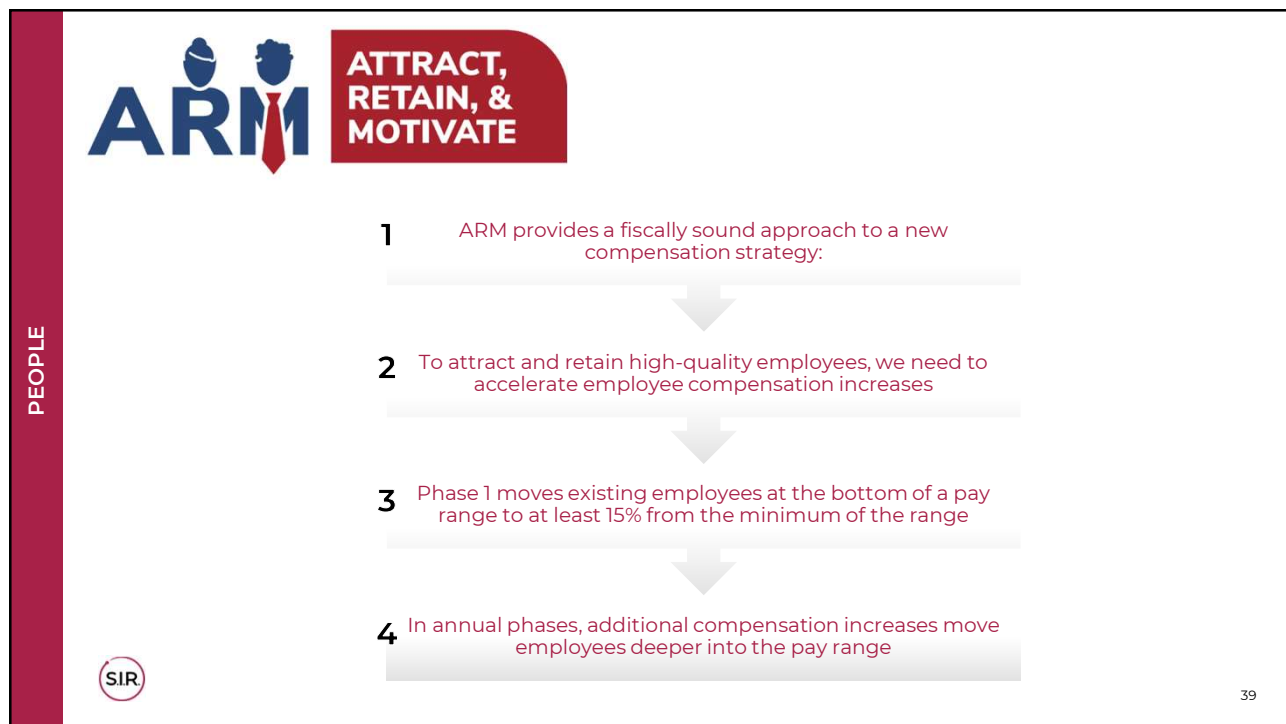 ARM
ATTRACT,
RETAIN, &
MOTIVATE
PEOPLE
1
ARM provides a fiscally sound approach to a new
compensation strategy:
2
To attract and retain high-quality employees, we need to
accelerate employee compensation increases
3
Phase 1 moves existing employees at the bottom of a pay
range to at least 15% from the minimum of the range
4
In annual phases, additional compensation increases move
employees deeper into the pay range
S.I.R.
39